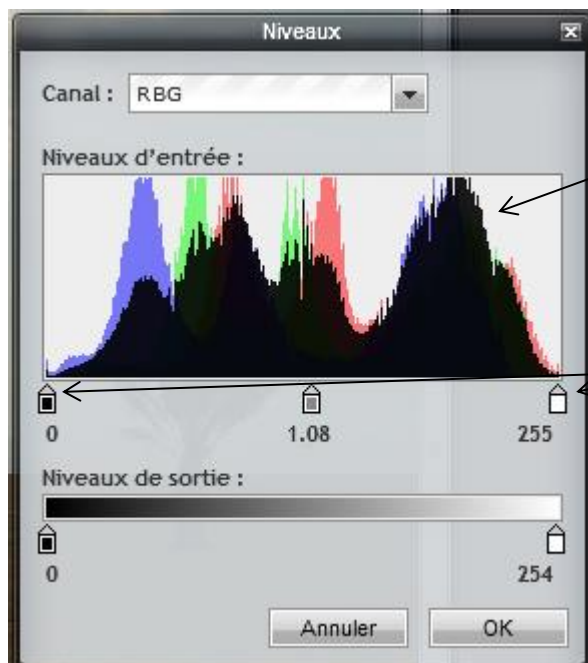 Niveaux
Canal : RBG
Niveaux d'entrée :
0 1.08 255
Niveaux de sortie :
0 254
Annuler OK